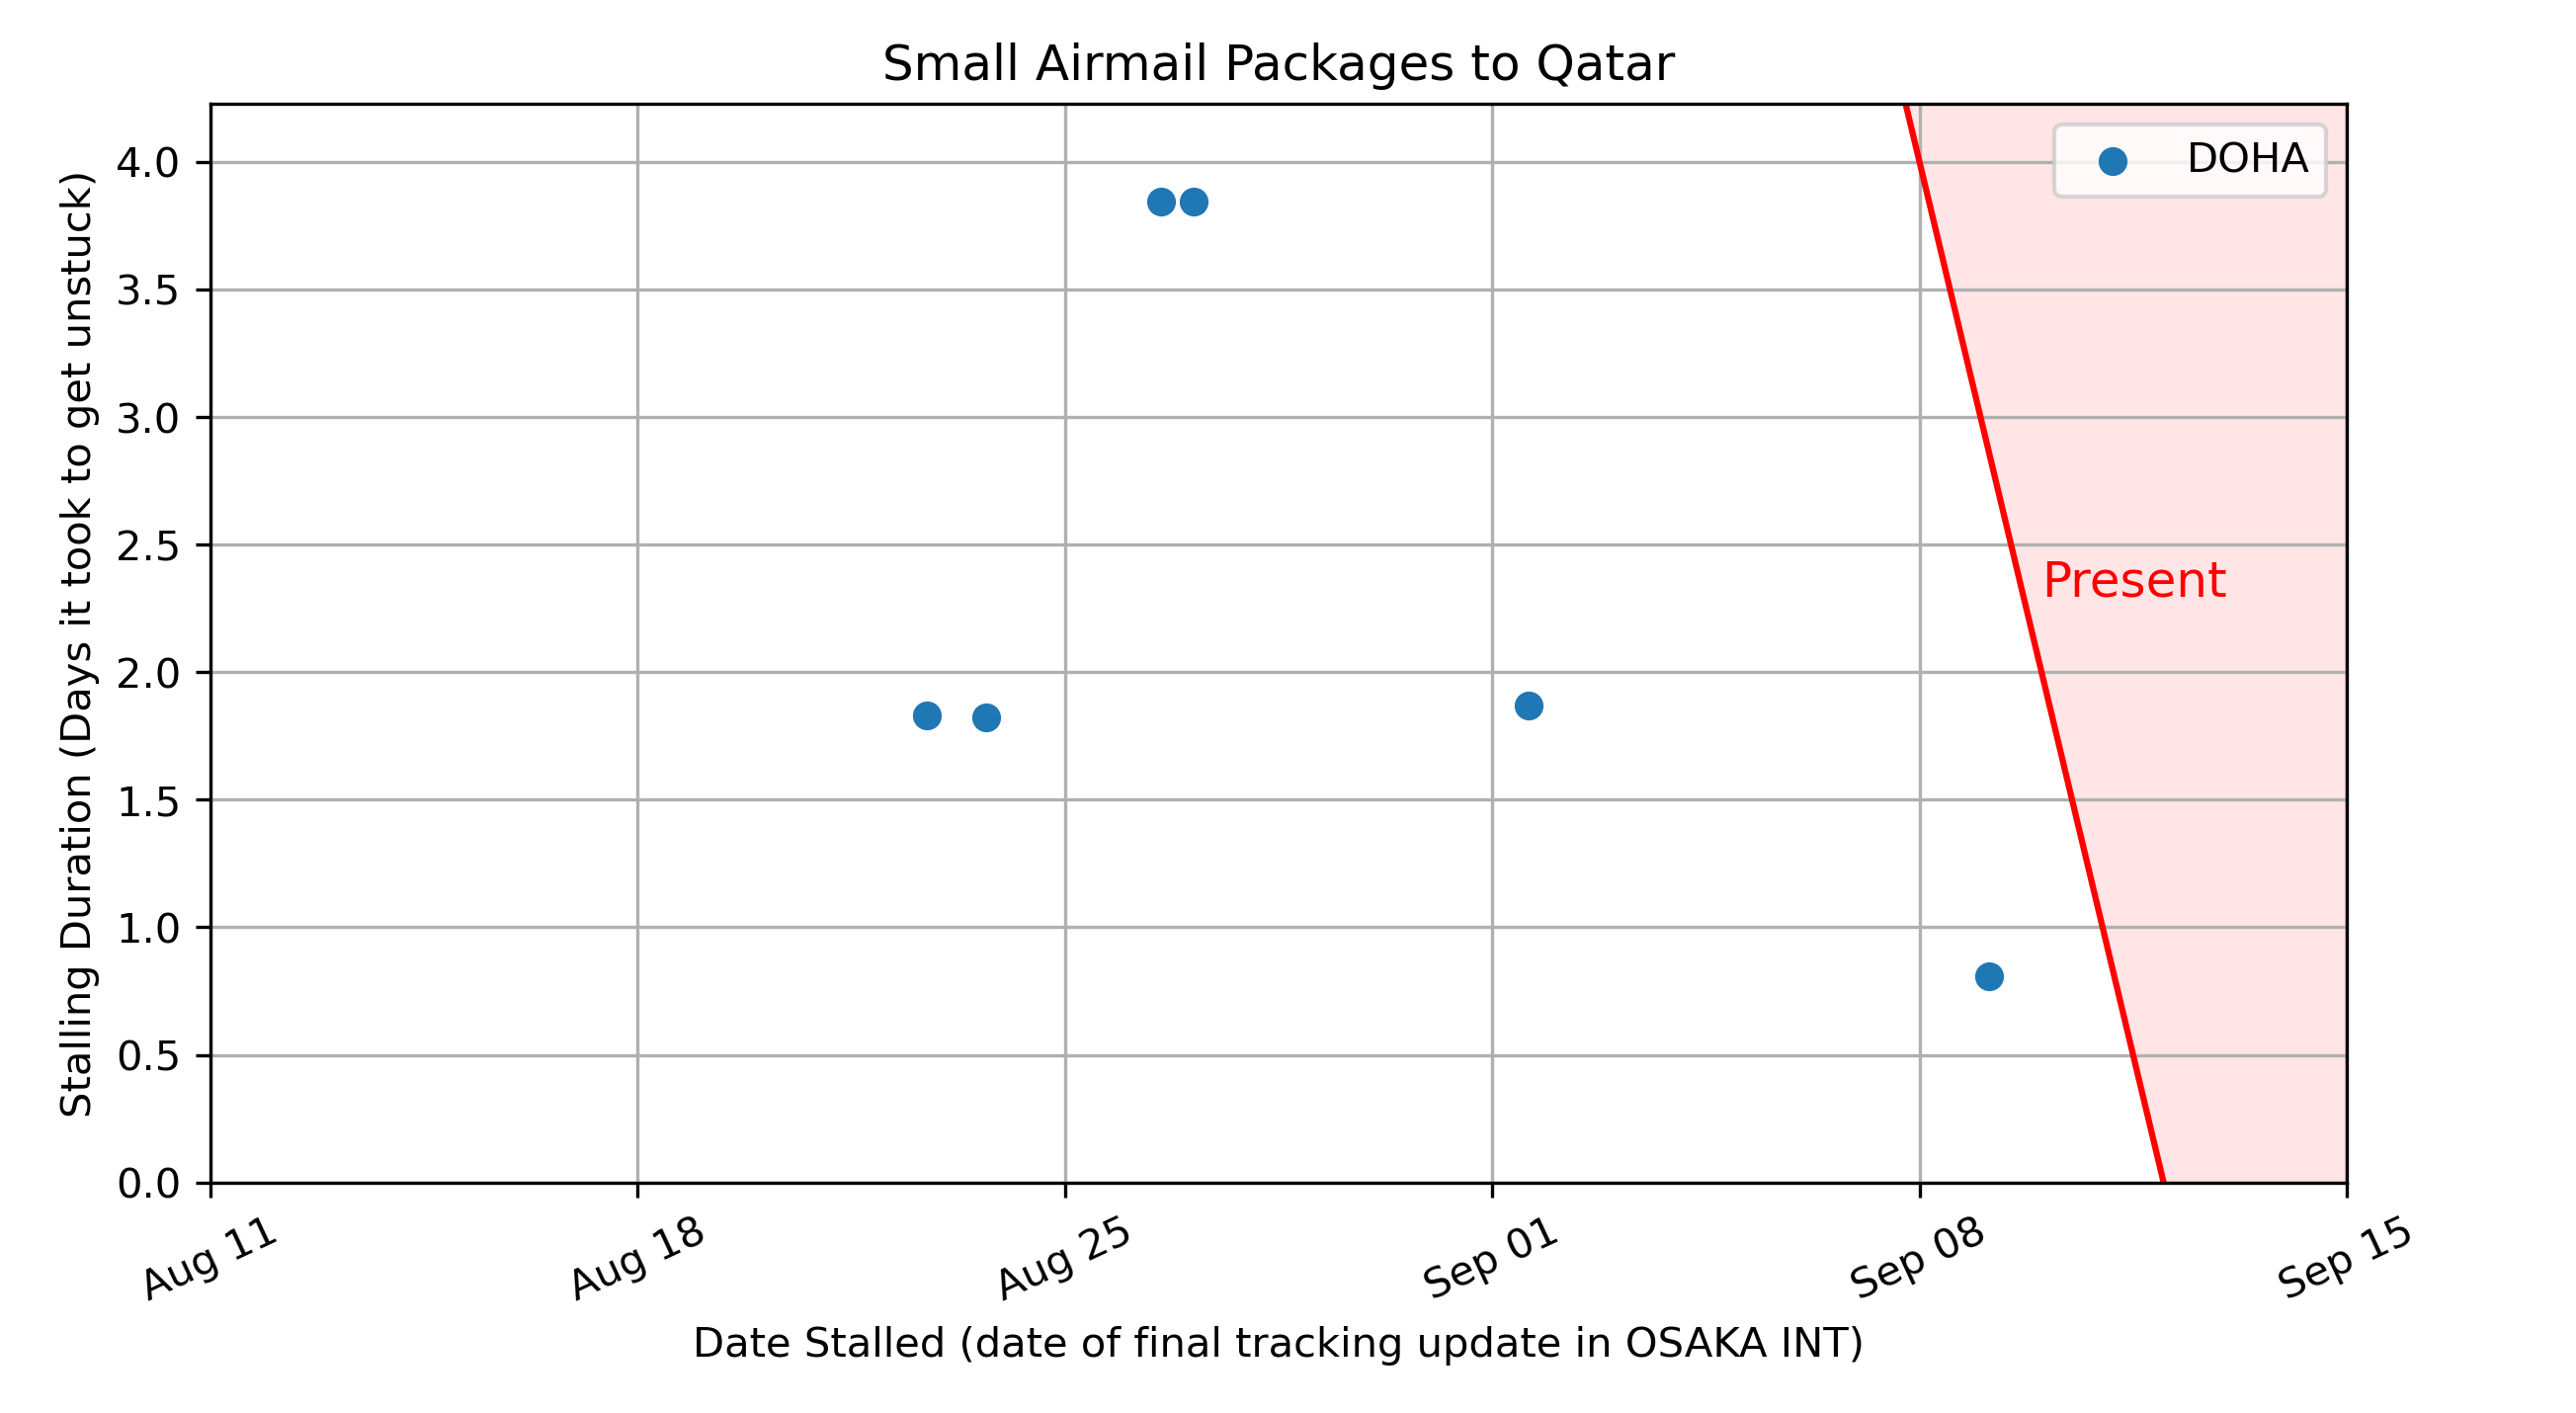 Small Airmail Packages to Qatar
DOHA
Present
Stalling Duration (Days it took to get unstuck)
4.0
3.5
3.0
2.5
2.0
1.5
1.0
0.5
0.0
Aug 11
Aug 18
Aug 25
Sep 01
Sep 08
Sep 15
Date Stalled (date of final tracking update in OSAKA INT)